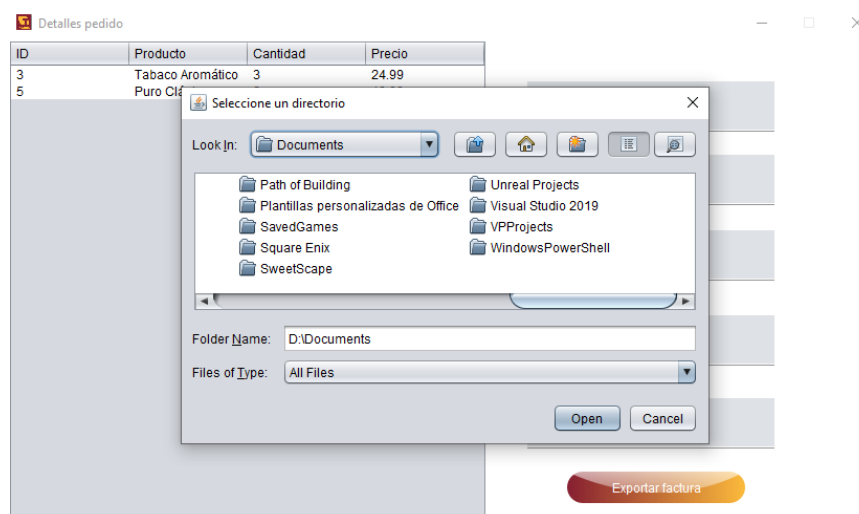 Detalles pedido
ID Producto Cantidad Precio
3 Tabaco Aromático 3 24.99
5 Puro
Seleccione un directorio
Look In: Documents
Path of Building Unreal Projects
Plantillas personalizadas de Office Visual Studio 2019
SavedGames VPProjects
Square Enix WindowsPowerShell
SweetScape
Folder Name: D:\Documents
Files of Type: All Files
Open Cancel
Exportar factura